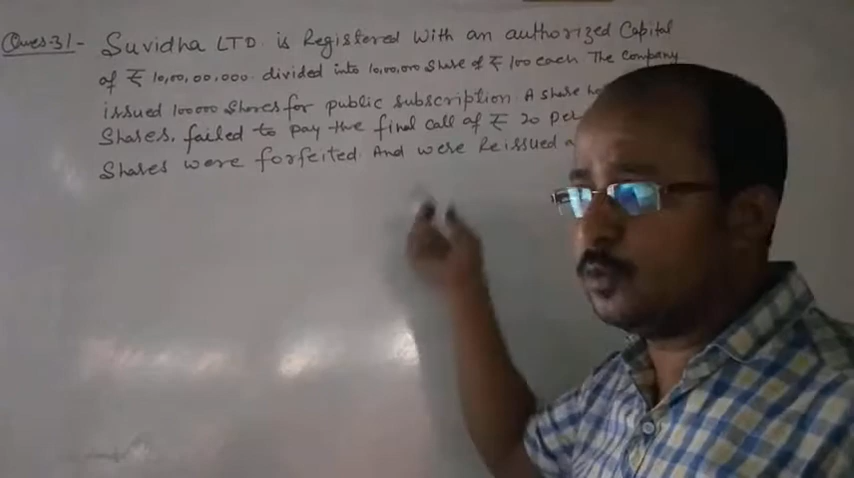 Ques-31- Suvidha LTD is Registered with an authorized Capital
of ₹ 10,00,00,000. divided into 10,00,000 Share of ₹ 100 each The company
issued 100000 Shares for public subscription. A share
Shares, failed to pay the final call of ₹ 20 per
Shares were forfeited. And were Reissued